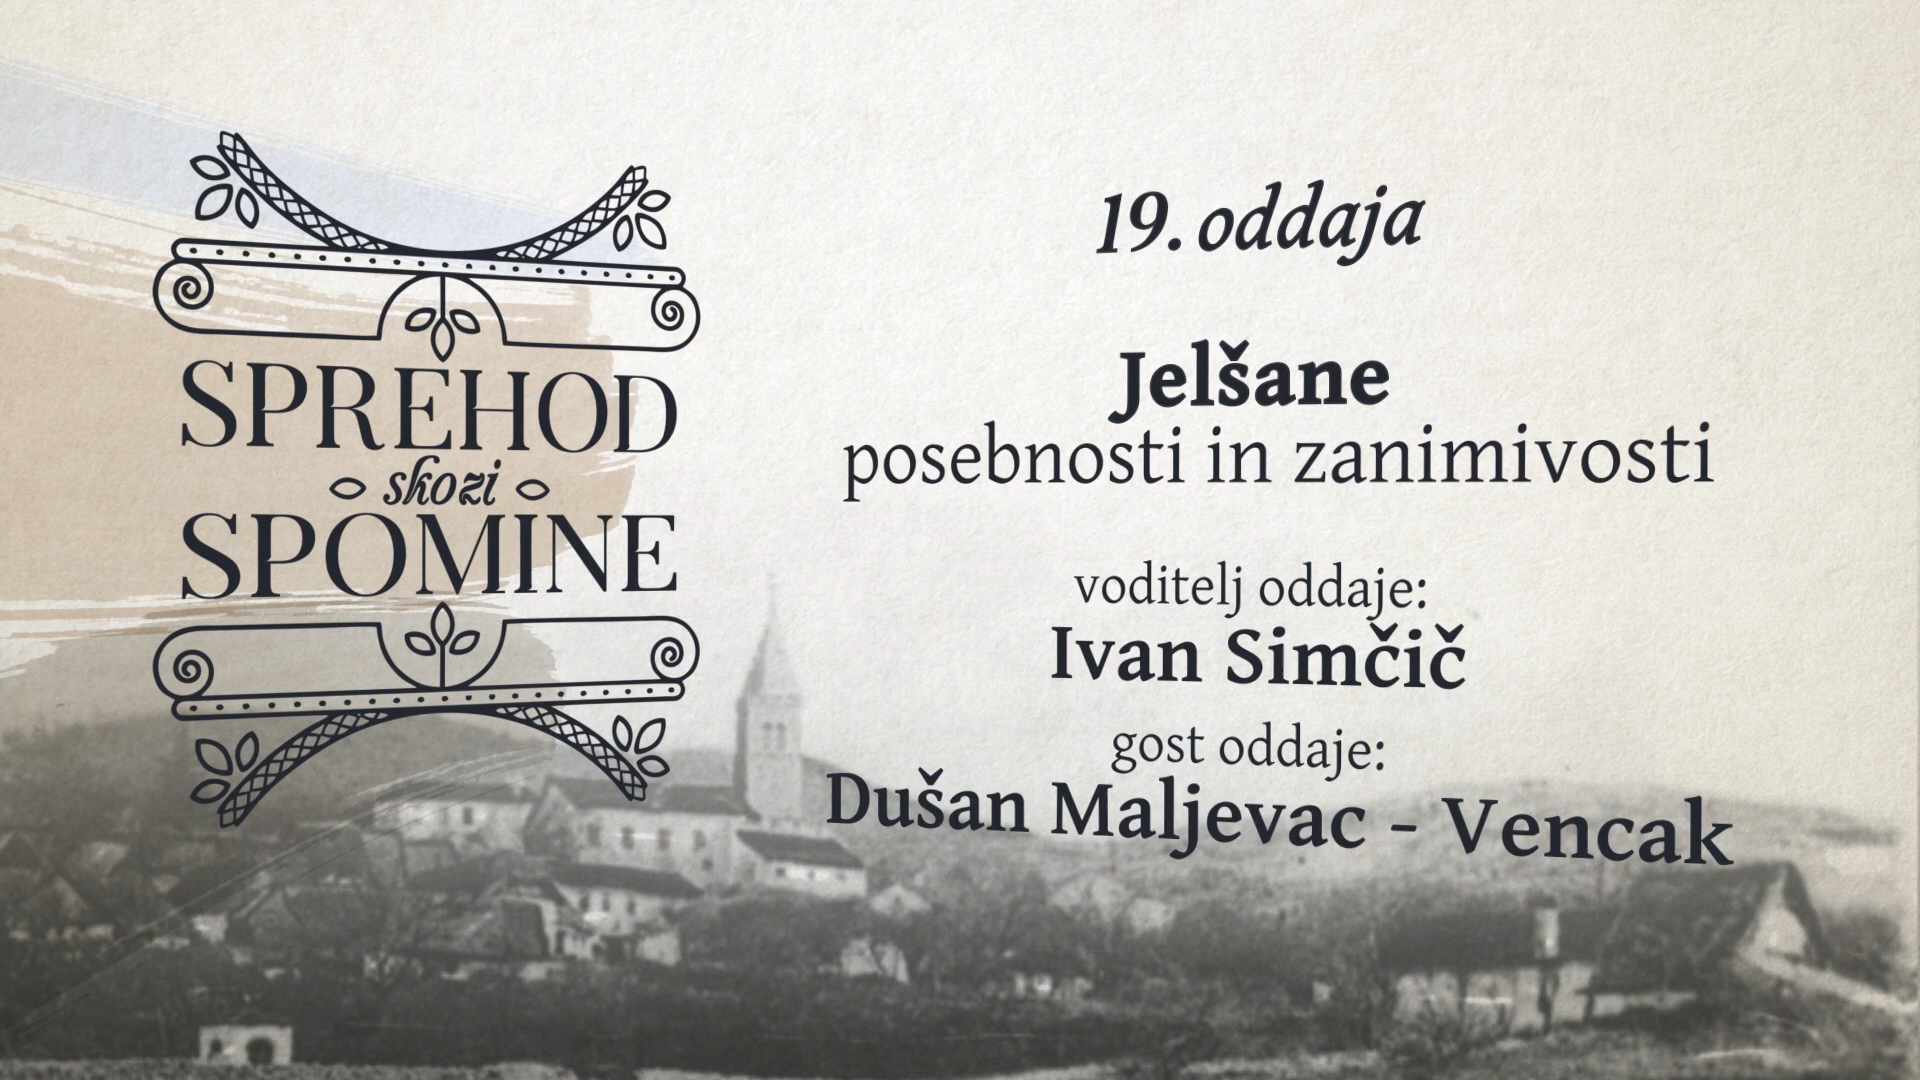 SPREHOD
skozi
SPOMINE
19. oddaja
Jelšane
posebnosti in zanimivosti
voditelj oddaje:
Ivan Simčič
gost oddaje:
Dušan Maljevac - Vencak